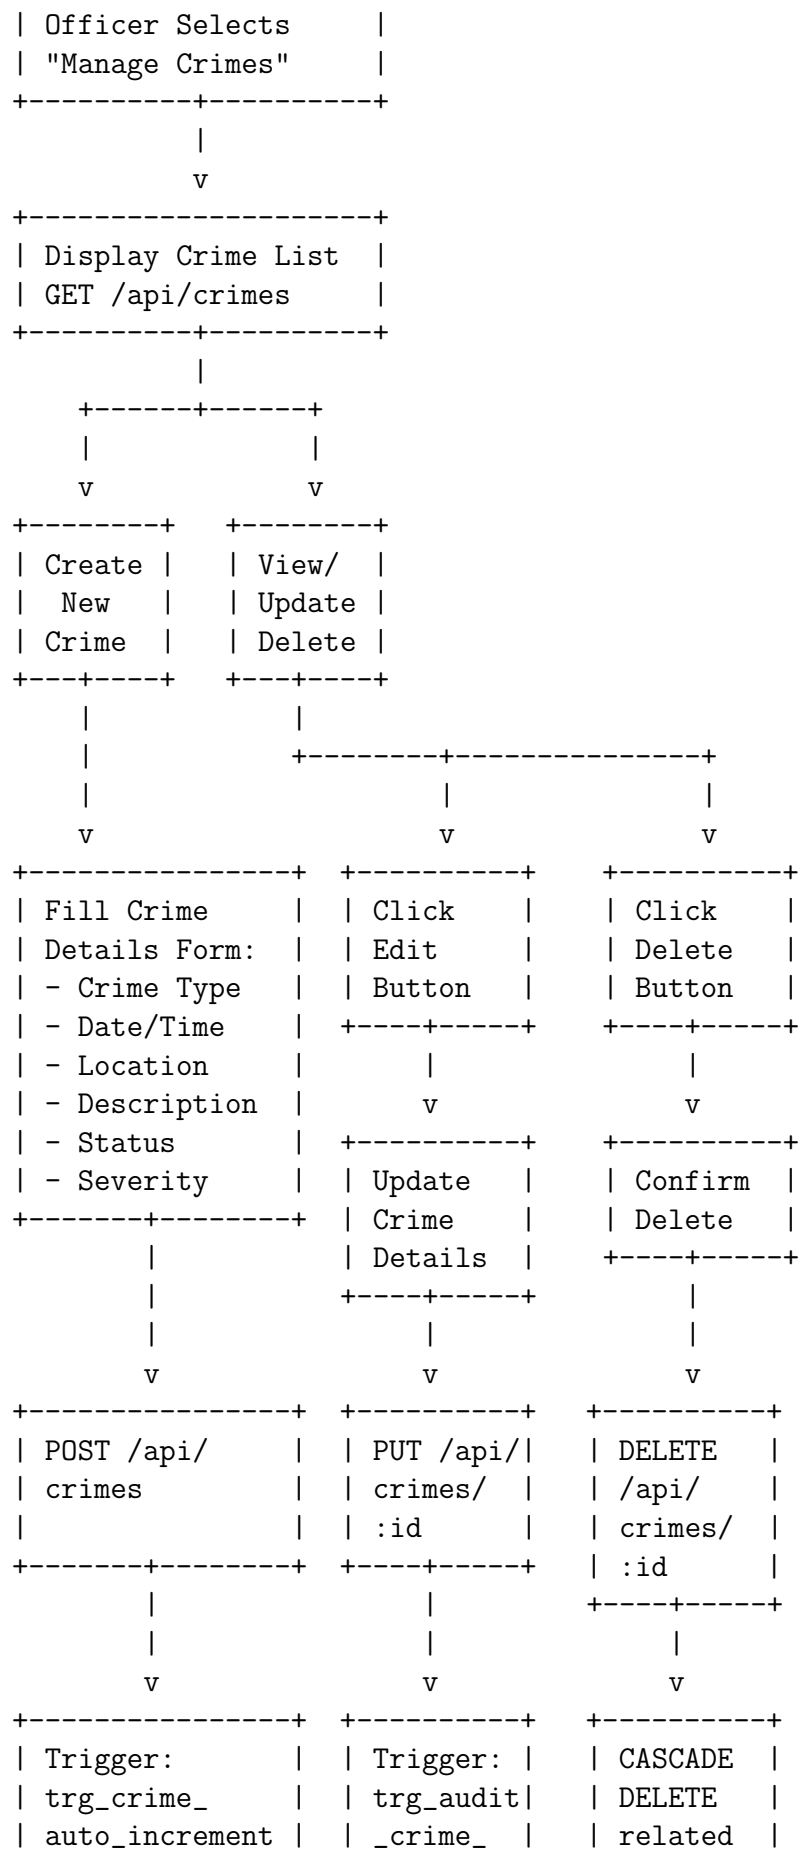 | Officer Selects     |
| "Manage Crimes"     |
+----------+----------+
           |
           v
+---------------------+
| Display Crime List  |
| GET /api/crimes     |
+----------+----------+
           |
    +------+------+
    |             |
    v             v
+--------+   +--------+
| Create |   | View/  |
|  New   |   | Update |
| Crime  |   | Delete |
+---+----+   +---+----+
    |            |
    |            +--------+---------------+
    |                     |               |
    v                     v               v
+----------------+  +----------+    +----------+
| Fill Crime     |  | Click    |    | Click    |
| Details Form:  |  | Edit     |    | Delete   |
| - Crime Type   |  | Button   |    | Button   |
| - Date/Time    |  +----+-----+    +----+-----+
| - Location     |       |               |
| - Description  |       v               v
| - Status       |  +----------+    +----------+
| - Severity     |  | Update   |    | Confirm  |
+-------+--------+  | Crime    |    | Delete   |
        |           | Details  |    +----+-----+
        |           +----+-----+         |
        |                |               |
        v                v               v
+----------------+  +----------+   +----------+
| POST /api/     |  | PUT /api/|   | DELETE   |
| crimes         |  | crimes/  |   | /api/    |
|                |  | :id      |   | crimes/  |
+-------+--------+  +----+-----+   | :id      |
        |                |         +----+-----+
        |                |              |
        v                v              v
+----------------+  +----------+   +----------+
| Trigger:       |  | Trigger: |   | CASCADE  |
| trg_crime_     |  | trg_audit|   | DELETE   |
| auto_increment |  | _crime_  |   | related  |